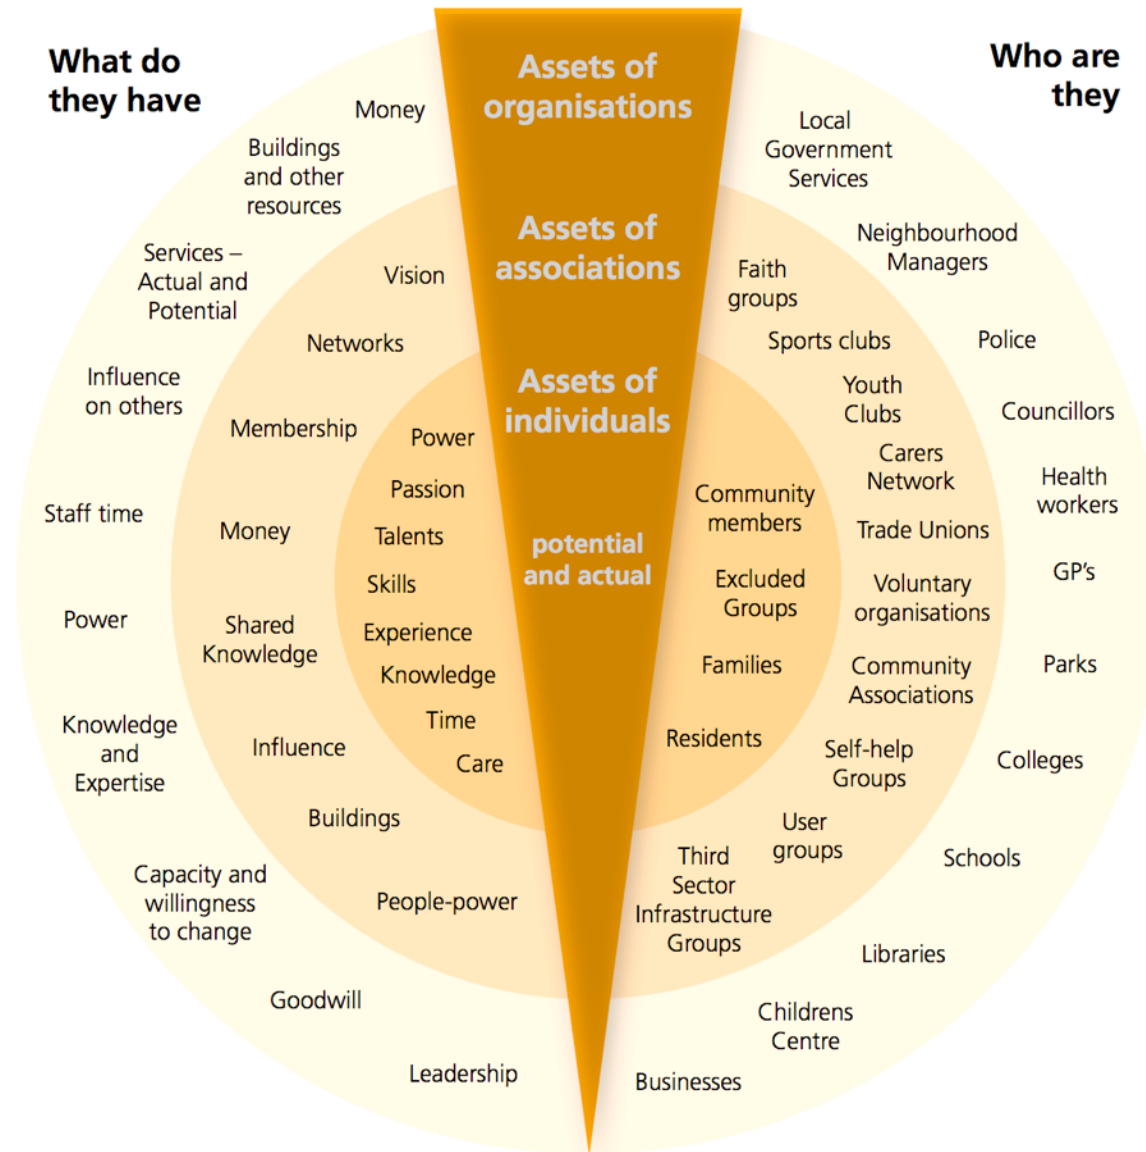 What do
they have
Money
Buildings
and other
resources
Services –
Actual and
Potential
Influence
on others
Staff time
Power
Knowledge
and
Expertise
Capacity and
willingness
to change
Goodwill
Leadership
Vision
Networks
Membership
Money
Shared
Knowledge
Influence
Buildings
People-power
Power
Passion
Talents
Skills
Experience
Knowledge
Time
Care
Assets of
organisations
Assets of
associations
Assets of
individuals
potential
and actual
Who are
they
Community
members
Excluded
Groups
Families
Residents
Faith
groups
Sports clubs
Youth
Clubs
Carers
Network
Trade Unions
Voluntary
organisations
Community
Associations
Self-help
Groups
User
groups
Third
Sector
Infrastructure
Groups
Local
Government
Services
Neighbourhood
Managers
Police
Councillors
Health
workers
GP's
Parks
Colleges
Schools
Libraries
Childrens
Centre
Businesses